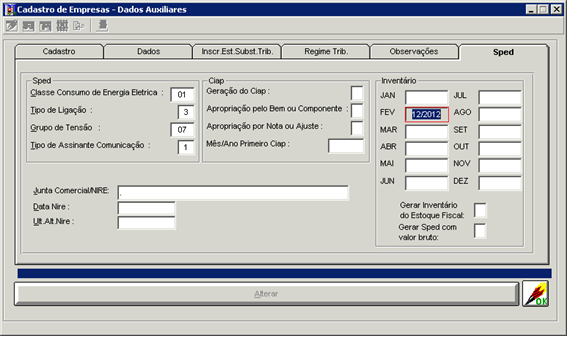 Cadastro de Empresas - Dados Auxiliares
Cadastro Dados Inscr.Est.Subst.Trib. Regime Trib. Observações Sped
Sped
Classe Consumo de Energia Eletrica : 01
Tipo de Ligação : 3
Grupo de Tensão : 07
Tipo de Assinante Comunicação : 1
Ciap
Geração do Ciap :
Apropriação pelo Bem ou Componente :
Apropriação por Nota ou Ajuste :
Mês/Ano Primeiro Ciap :
Inventário
JAN JUL
FEV 12/2012 AGO
MAR SET
ABR OUT
MAI NOV
JUN DEZ
Gerar Inventário
do Estoque Fiscal:
Gerar Sped com
valor bruto:
Junta Comercial/NIRE: .
Data Nire :
Ult.Alt.Nire :
Alterar
OK